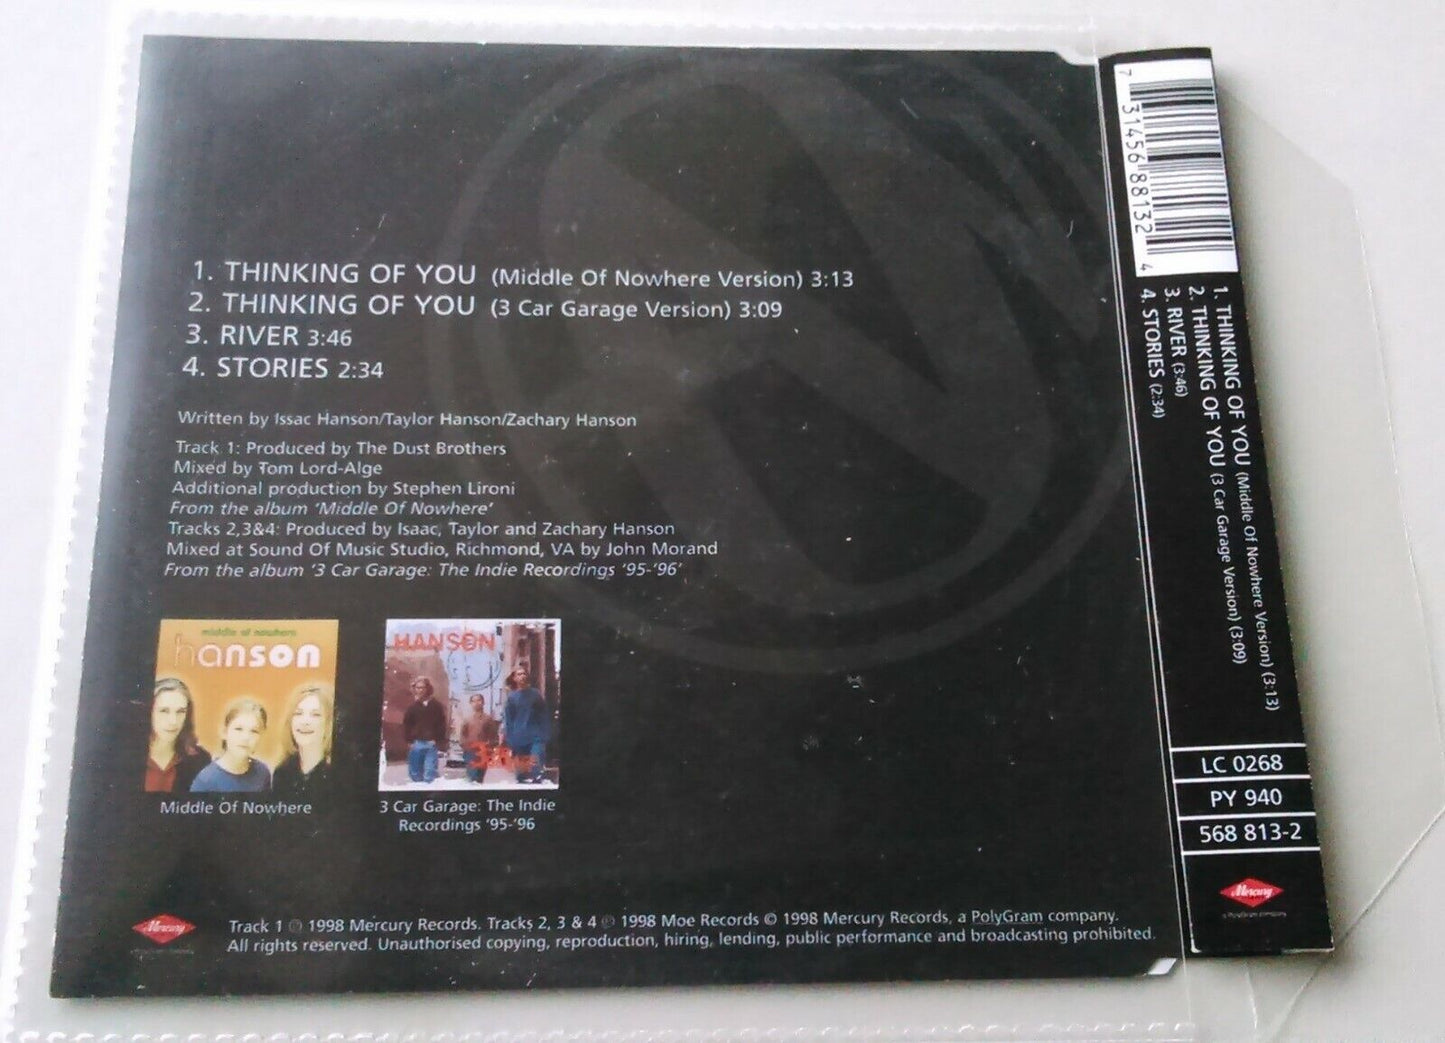 1. THINKING OF YOU (Middle Of Nowhere Version) 3:13
2. THINKING OF YOU (3 Car Garage Version) 3:09
3. RIVER 3:46
4. STORIES 2:34
Written by Issac Hanson/Taylor Hanson/Zachary Hanson
Track 1: Produced by The Dust Brothers
Mixed by Tom Lord-Alge
Additional production by Stephen Lironi
From the album 'Middle Of Nowhere'
Tracks 2,3&4: Produced by Isaac, Taylor and Zachary Hanson
Mixed at Sound Of Music Studio, Richmond, VA by John Morand
From the album '3 Car Garage: The Indie Recordings '95-'96'
middle of nowhere
hanson
Middle Of Nowhere
HANSON
3 Car Garage: The Indie
Recordings '95-'96
Mercury
Track 1 ℗ 1998 Mercury Records. Tracks 2, 3 & 4 ℗ 1998 Moe Records © 1998 Mercury Records, a PolyGram company.
All rights reserved. Unauthorised copying, reproduction, hiring, lending, public performance and broadcasting prohibited.
7 31456 88132 4
1. THINKING OF YOU (Middle Of Nowhere Version) (3:13)
2. THINKING OF YOU (3 Car Garage Version) (3:09)
3. RIVER (3:46)
4. STORIES (2:34)
LC 0268
PY 940
568 813-2
Mercury
a PolyGram company